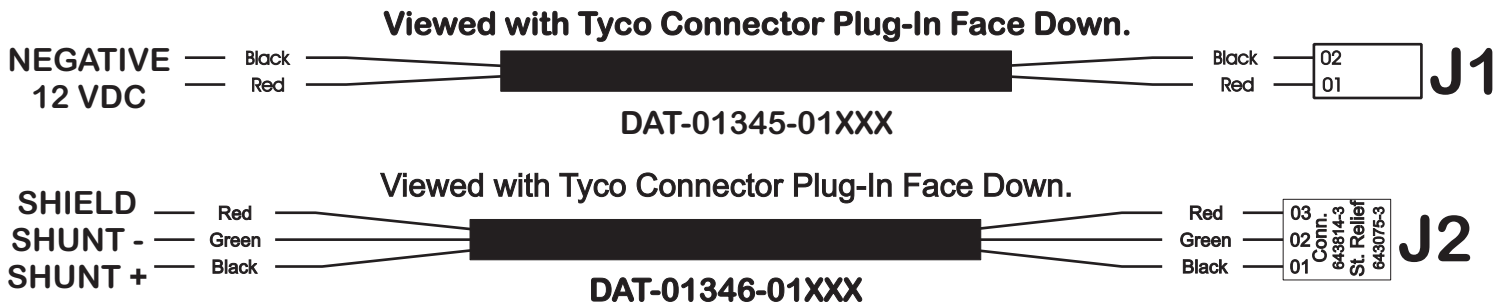 Viewed with Tyco Connector Plug-In Face Down.
NEGATIVE Black Black 02 J1
12 VDC Red Red 01
DAT-01345-01XXX
Viewed with Tyco Connector Plug-In Face Down.
SHIELD Red Red 03
SHUNT - Green Green 02 J2
SHUNT + Black Black 01
Conn.
643814-3
St. Relief
643075-3
DAT-01346-01XXX